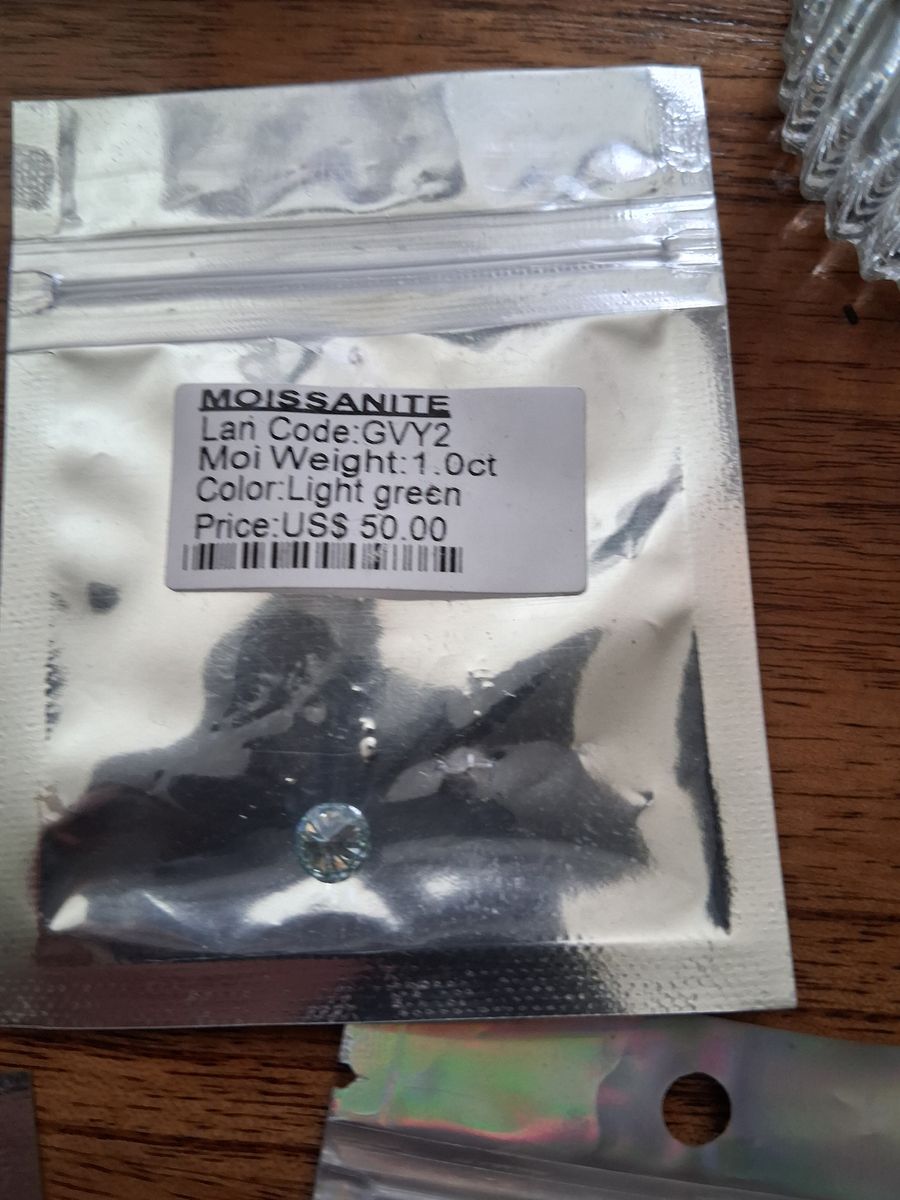 MOISSANITE
Lan Code:GVY2
Moi Weight:1.0ct
Color:Light green
Price:US$ 50.00